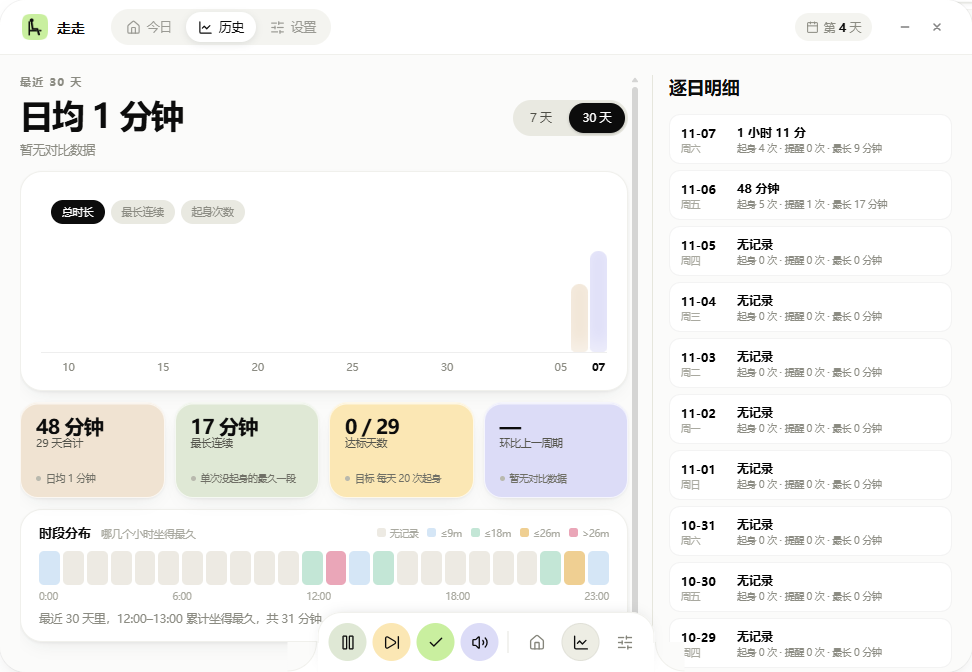 走走
今日
历史
设置
第 4 天
最近 30 天
日均 1 分钟
暂无对比数据
7 天
30 天
总时长
最长连续
起身次数
10 15 20 25 30 05 07
48 分钟
29 天合计
日均 1 分钟
17 分钟
最长连续
单次没起身的最久一段
0 / 29
达标天数
目标 每天 20 次起身
—
环比上一周期
暂无对比数据
时段分布 哪几个小时坐得最久
无记录 ≤9m ≤18m ≤26m >26m
0:00 6:00 12:00 18:00 23:00
最近 30 天里，12:00–13:00 累计坐得最久，共 31 分钟
逐日明细
11-07 1 小时 11 分
周六 起身 4 次 · 提醒 0 次 · 最长 9 分钟
11-06 48 分钟
周五 起身 5 次 · 提醒 1 次 · 最长 17 分钟
11-05 无记录
周四 起身 0 次 · 提醒 0 次 · 最长 0 分钟
11-04 无记录
周三 起身 0 次 · 提醒 0 次 · 最长 0 分钟
11-03 无记录
周二 起身 0 次 · 提醒 0 次 · 最长 0 分钟
11-02 无记录
周一 起身 0 次 · 提醒 0 次 · 最长 0 分钟
11-01 无记录
周日 起身 0 次 · 提醒 0 次 · 最长 0 分钟
10-31 无记录
周六 起身 0 次 · 提醒 0 次 · 最长 0 分钟
10-30 无记录
周五 起身 0 次 · 提醒 0 次 · 最长 0 分钟
10-29 无记录
周四 起身 0 次 · 提醒 0 次 · 最长 0 分钟